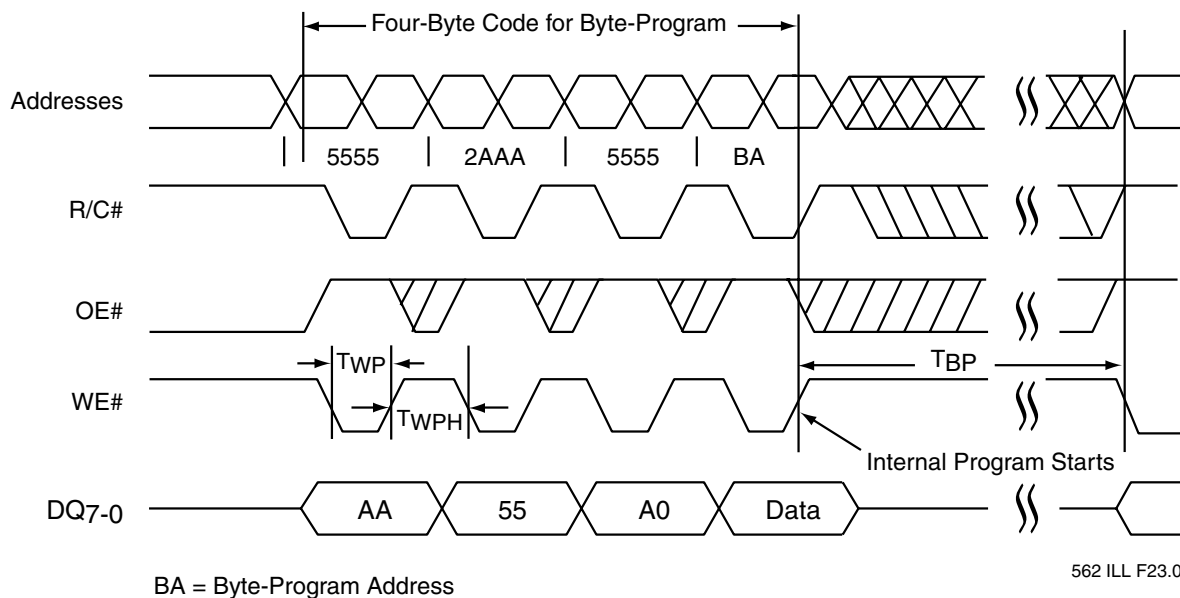 Four-Byte Code for Byte-Program
Addresses
5555 2AAA 5555 BA
R/C#
OE#
TWP
TBP
WE#
TWPH
Internal Program Starts
DQ7-0
AA 55 A0 Data
BA = Byte-Program Address
562 ILL F23.0